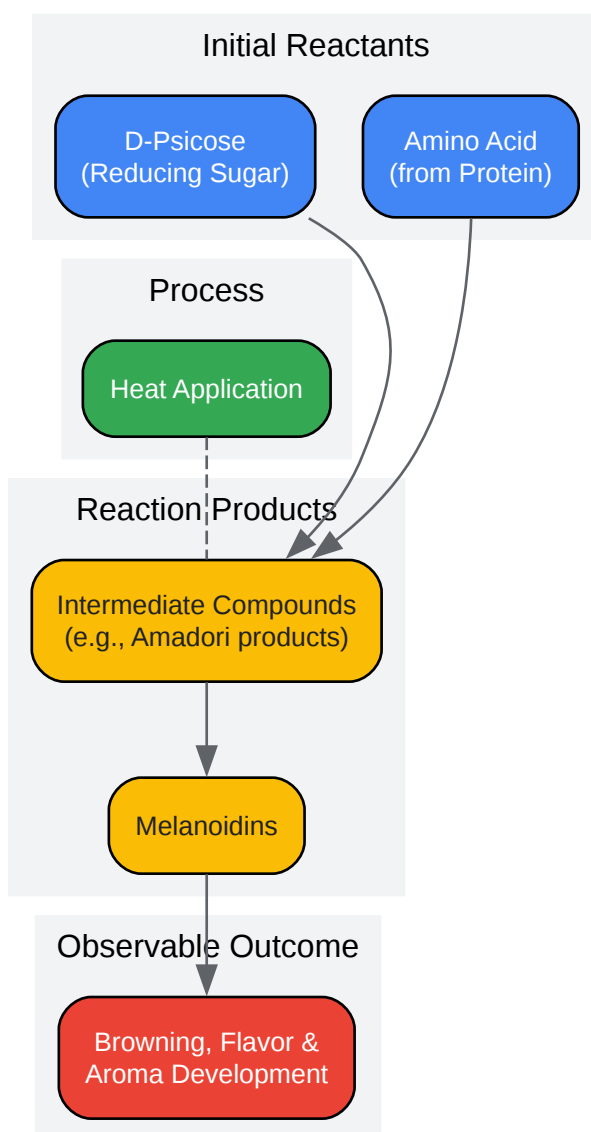 Initial Reactants
D-Psicose
(Reducing Sugar)
Amino Acid
(from Protein)
Process
Heat Application
Reaction Products
Intermediate Compounds
(e.g., Amadori products)
Melanoidins
Observable Outcome
Browning, Flavor &
Aroma Development